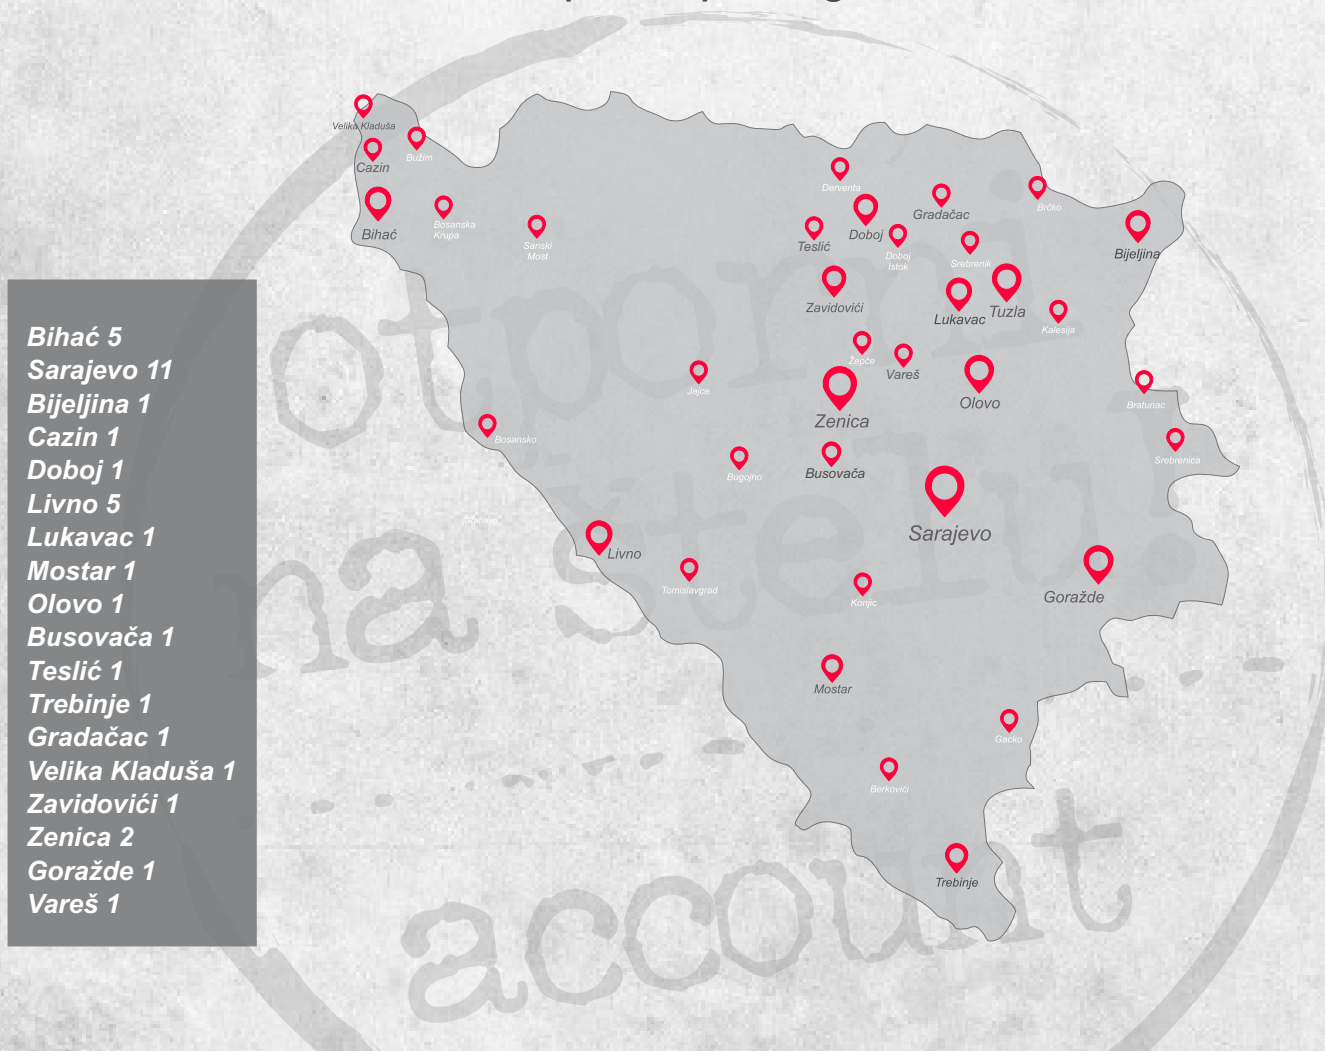 Velika Kladuša
Bužim
Cazin
Derventa
Brčko
Gradačac
Bosanska
Krupa
Bihać
Doboj
Sanski
Most
Teslić
Doboj
Istok
Bijeljina
Srebrenik
Zavidovići
Tuzla
Lukavac
Kalesija
Bihać 5
Sarajevo 11
Bijeljina 1
Cazin 1
Doboj 1
Livno 5
Lukavac 1
Mostar 1
Olovo 1
Busovača 1
Teslić 1
Trebinje 1
Gradačac 1
Velika Kladuša 1
Zavidovići 1
Zenica 2
Goražde 1
Vareš 1
Žepče
Vareš
Jajce
Olovo
Bratunac
Zenica
Bosansko
Srebrenica
Bugojno
Busovača
Sarajevo
Livno
Tomislavgrad
Goražde
Konjic
Mostar
Gacko
Berkovići
Trebinje
otpormi
na štelu!
account